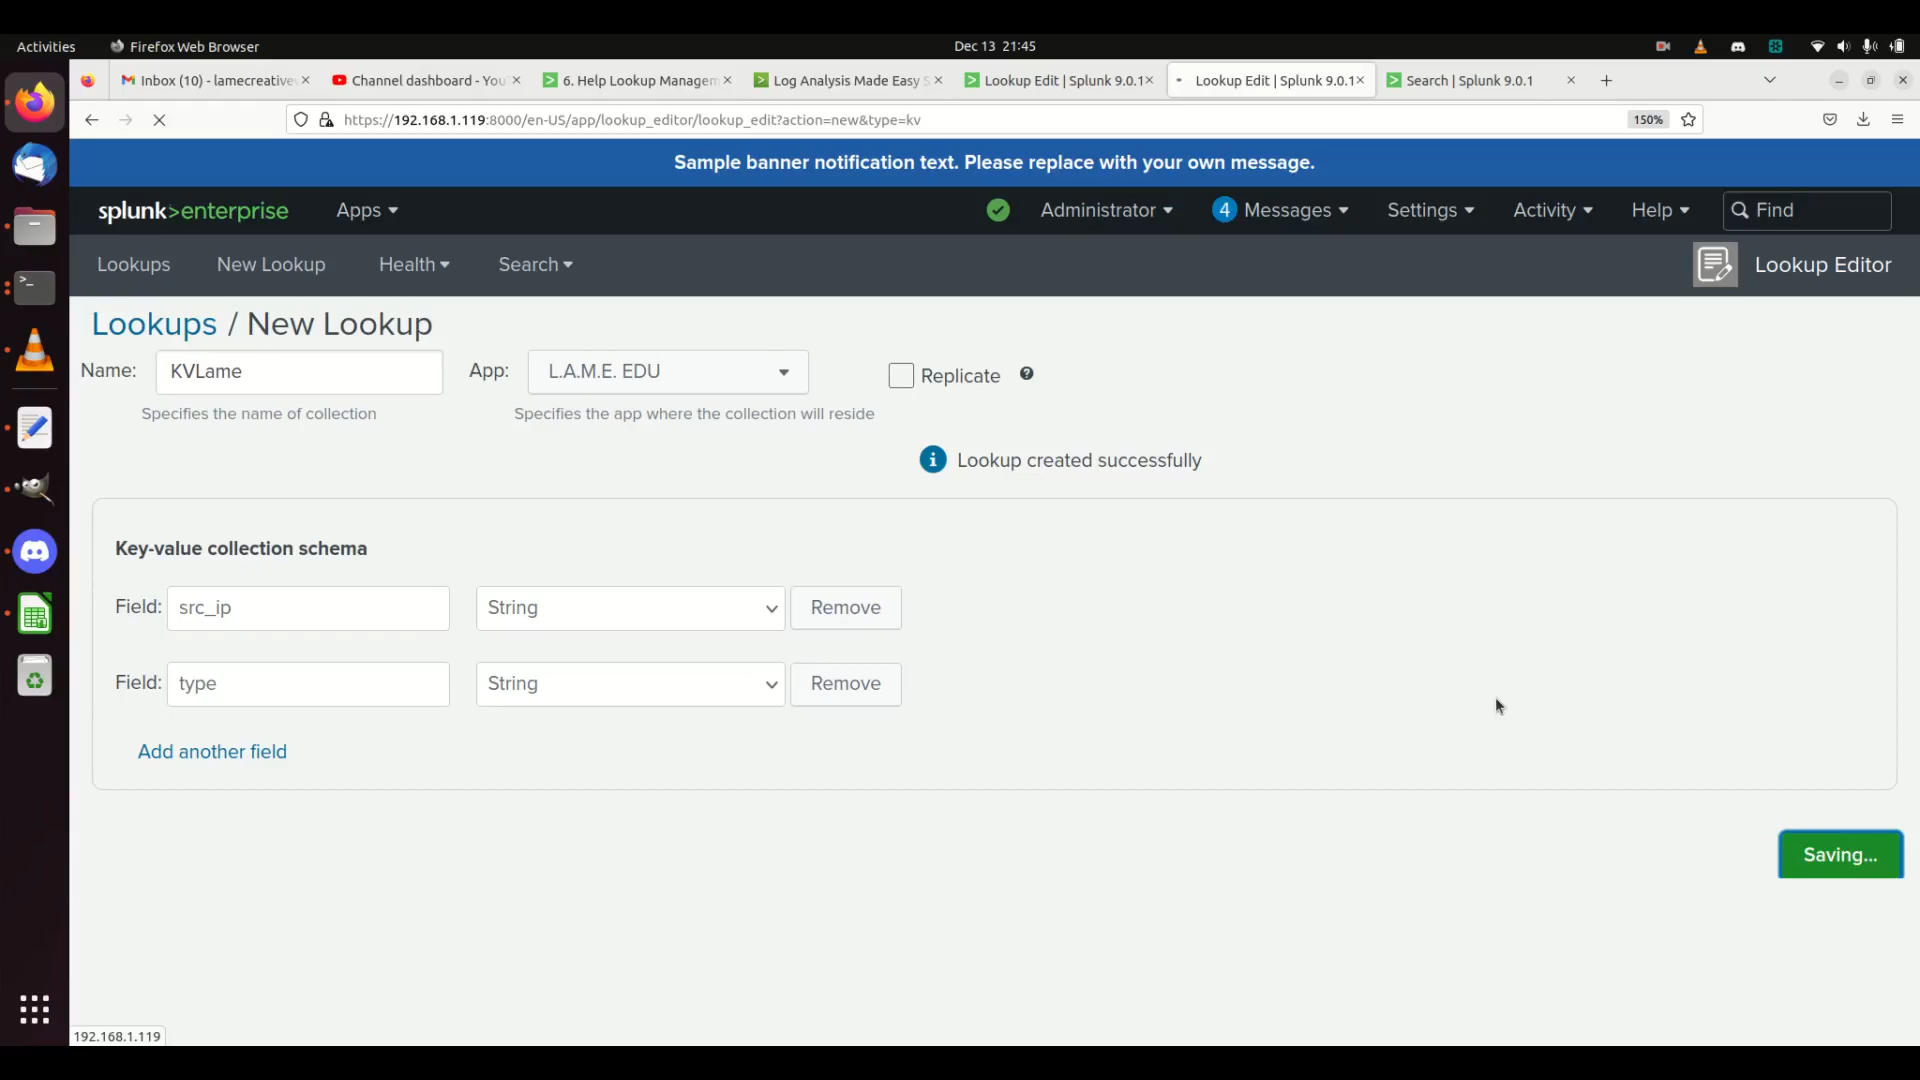 Activities
Firefox Web Browser
Dec 13 21:45
Inbox (10) - lamecreative
Channel dashboard - You
6. Help Lookup Managem
Log Analysis Made Easy S
Lookup Edit | Splunk 9.0.1
Lookup Edit | Splunk 9.0.1
Search | Splunk 9.0.1
https://192.168.1.119:8000/en-US/app/lookup_editor/lookup_edit?action=new&type=kv
150%
Sample banner notification text. Please replace with your own message.
splunk>enterprise
Apps
Administrator
4 Messages
Settings
Activity
Help
Find
Lookups
New Lookup
Health
Search
Lookup Editor
Lookups / New Lookup
Name: KVLame
App: L.A.M.E. EDU
Replicate
Specifies the name of collection
Specifies the app where the collection will reside
Lookup created successfully
Key-value collection schema
Field: src_ip
String
Remove
Field: type
String
Remove
Add another field
Saving...
192.168.1.119